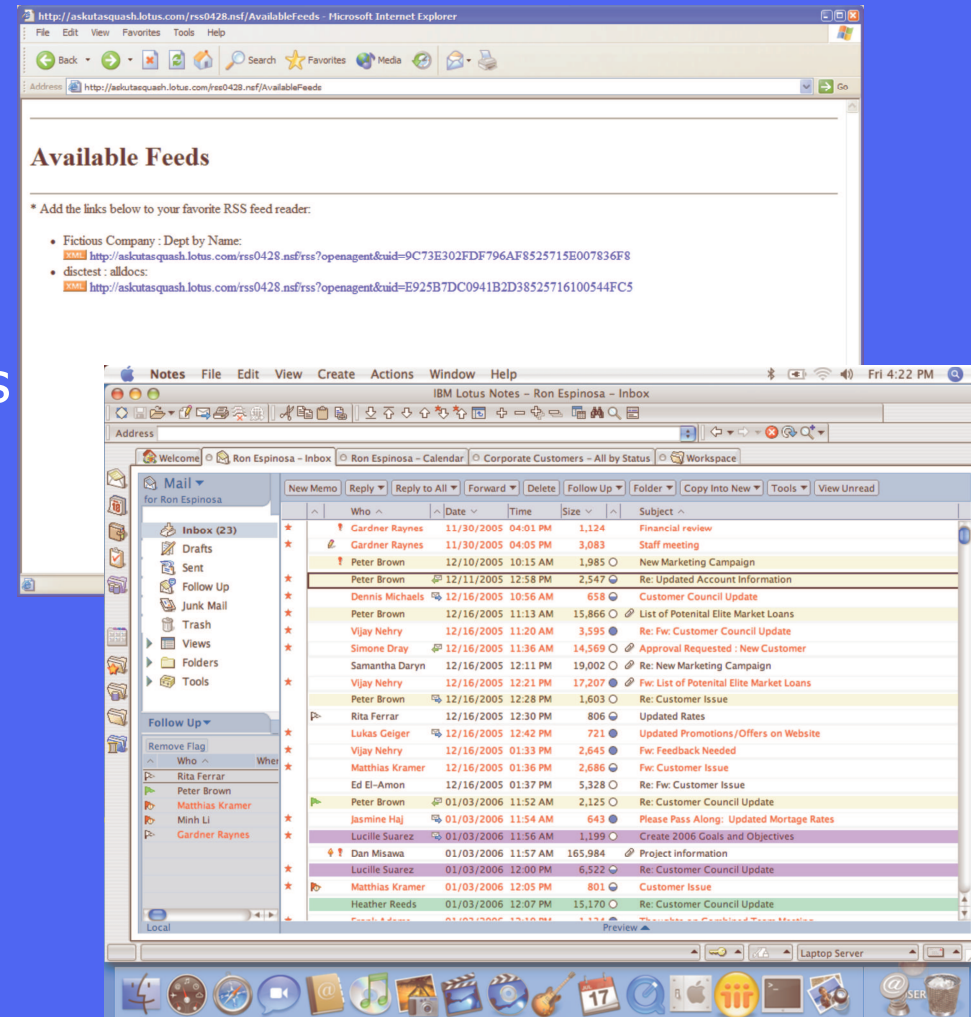 http://askutasquash.lotus.com/rss0428.nsf/AvailableFeeds - Microsoft Internet Explorer
File Edit View Favorites Tools Help
Back Search Favorites Media
Address http://askutasquash.lotus.com/rss0428.nsf/AvailableFeeds Go
Available Feeds
* Add the links below to your favorite RSS feed reader:
• Fictious Company : Dept by Name:
XML http://askutasquash.lotus.com/rss0428.nsf/rss?openagent&uid=9C73E302FDF796AF8525715E007836F8
• disctest : alldocs:
XML http://askutasquash.lotus.com/rss0428.nsf/rss?openagent&uid=E925B7DC0941B2D38525716100544FC5
s
Notes File Edit View Create Actions Window Help Fri 4:22 PM
IBM Lotus Notes - Ron Espinosa - Inbox
Address
Welcome Ron Espinosa - Inbox Ron Espinosa - Calendar Corporate Customers - All by Status Workspace
Mail
for Ron Espinosa
New Memo Reply Reply to All Forward Delete Follow Up Folder Copy Into New Tools View Unread
Inbox (23)
Drafts
Sent
Follow Up
Junk Mail
Trash
Views
Folders
Tools
Who Date Time Size Subject
Gardner Raynes 11/30/2005 04:01 PM 1,124 Financial review
Gardner Raynes 11/30/2005 04:05 PM 3,083 Staff meeting
Peter Brown 12/10/2005 10:15 AM 1,985 New Marketing Campaign
Peter Brown 12/11/2005 12:58 PM 2,547 Re: Updated Account Information
Dennis Michaels 12/16/2005 10:56 AM 658 Customer Council Update
Peter Brown 12/16/2005 11:13 AM 15,866 List of Potenital Elite Market Loans
Vijay Nehry 12/16/2005 11:20 AM 3,595 Re: Fw: Customer Council Update
Simone Dray 12/16/2005 11:36 AM 14,569 Approval Requested : New Customer
Samantha Daryn 12/16/2005 12:11 PM 19,002 Re: New Marketing Campaign
Vijay Nehry 12/16/2005 12:21 PM 17,207 Fw: List of Potenital Elite Market Loans
Peter Brown 12/16/2005 12:28 PM 1,603 Re: Customer Issue
Rita Ferrar 12/16/2005 12:30 PM 806 Updated Rates
Lukas Geiger 12/16/2005 12:42 PM 721 Updated Promotions/Offers on Website
Vijay Nehry 12/16/2005 01:33 PM 2,645 Fw: Feedback Needed
Matthias Kramer 12/16/2005 01:36 PM 2,686 Fw: Customer Issue
Ed El-Amon 12/16/2005 01:37 PM 5,328 Re: Fw: Customer Issue
Peter Brown 01/03/2006 11:52 AM 2,125 Re: Customer Council Update
Jasmine Haj 01/03/2006 11:54 AM 643 Please Pass Along: Updated Mortage Rates
Lucille Suarez 01/03/2006 11:56 AM 1,199 Create 2006 Goals and Objectives
Dan Misawa 01/03/2006 11:57 AM 165,984 Project information
Lucille Suarez 01/03/2006 12:00 PM 6,522 Re: Customer Council Update
Matthias Kramer 01/03/2006 12:05 PM 801 Customer Issue
Heather Reeds 01/03/2006 12:07 PM 15,170 Re: Customer Council Update
Follow Up
Remove Flag
Who Wher
Rita Ferrar
Peter Brown
Matthias Kramer
Minh Li
Gardner Raynes
Local Preview
Laptop Server
17